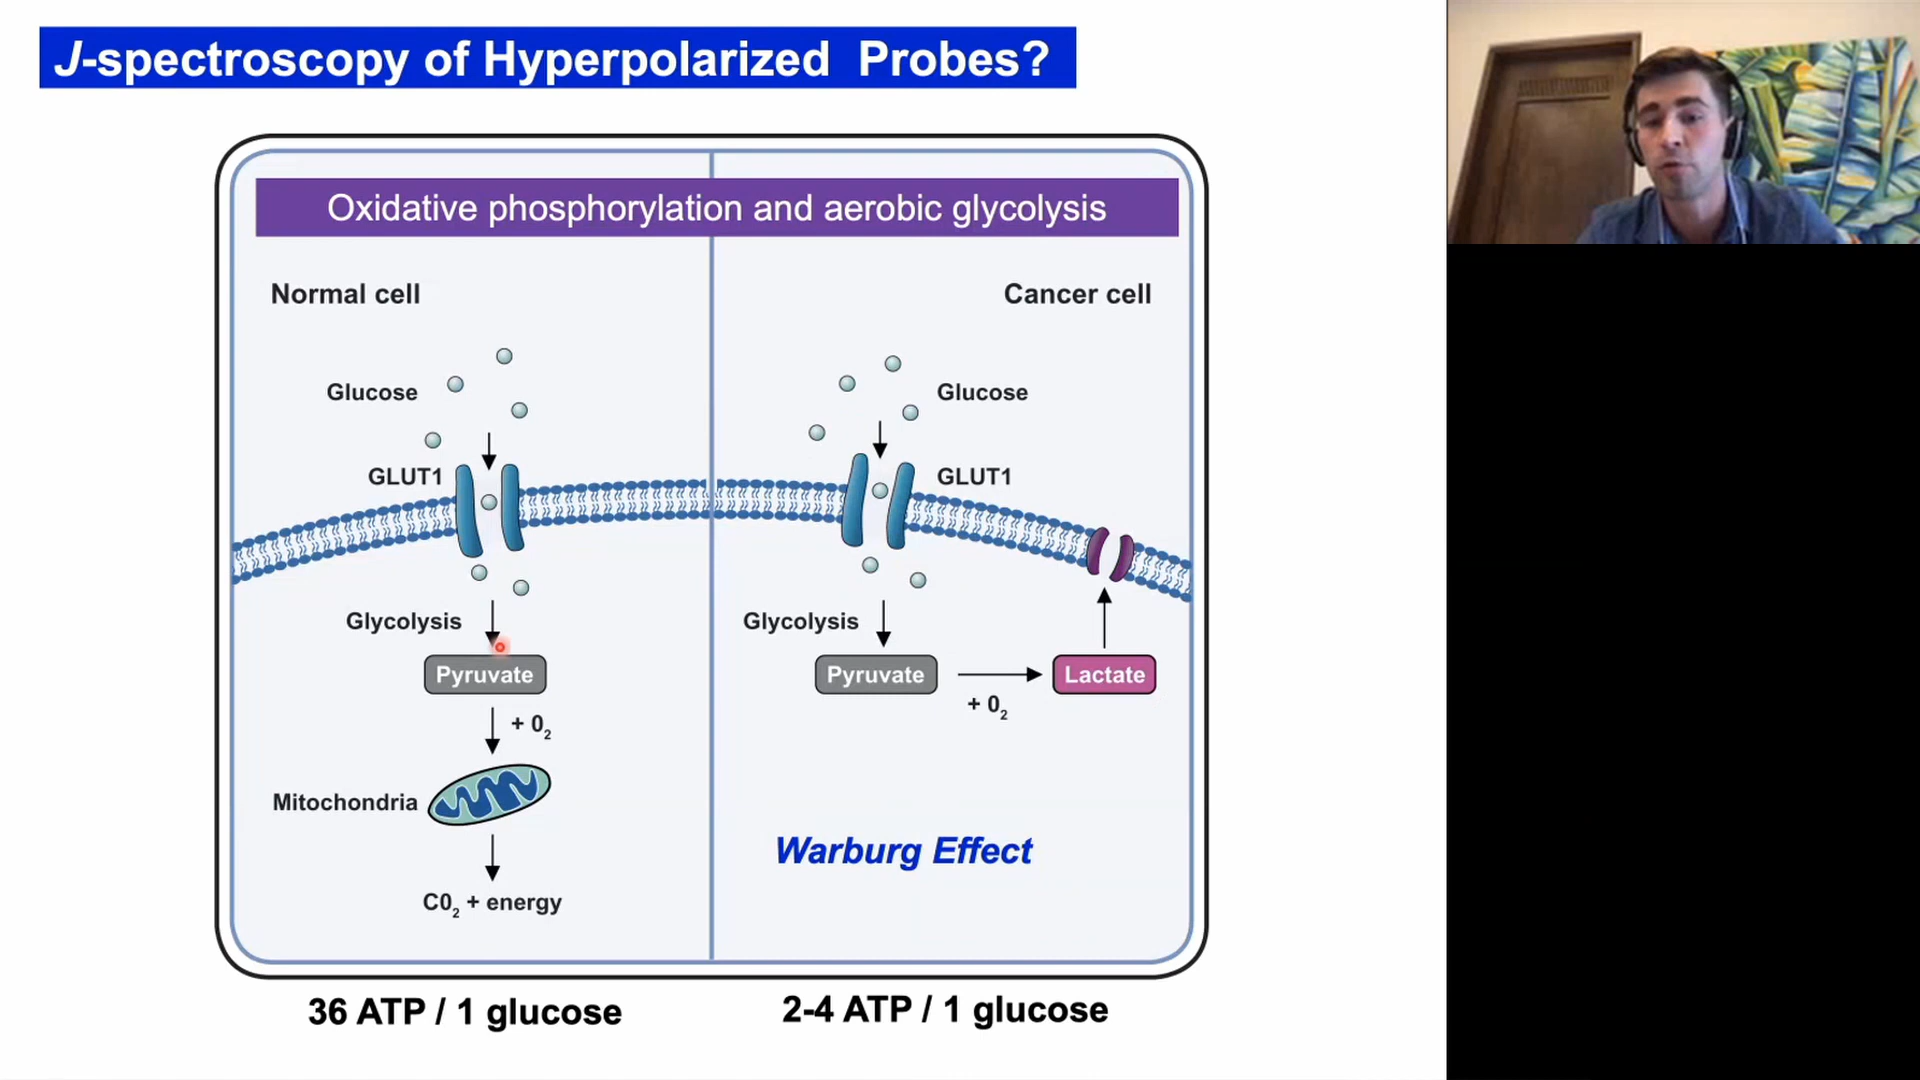 J-spectroscopy of Hyperpolarized Probes?
Oxidative phosphorylation and aerobic glycolysis
Normal cell
Cancer cell
Glucose
Glucose
GLUT1
GLUT1
Glycolysis
Glycolysis
Pyruvate
Pyruvate
Lactate
+ 0₂
+ 0₂
Mitochondria
Warburg Effect
C0₂ + energy
36 ATP / 1 glucose
2-4 ATP / 1 glucose